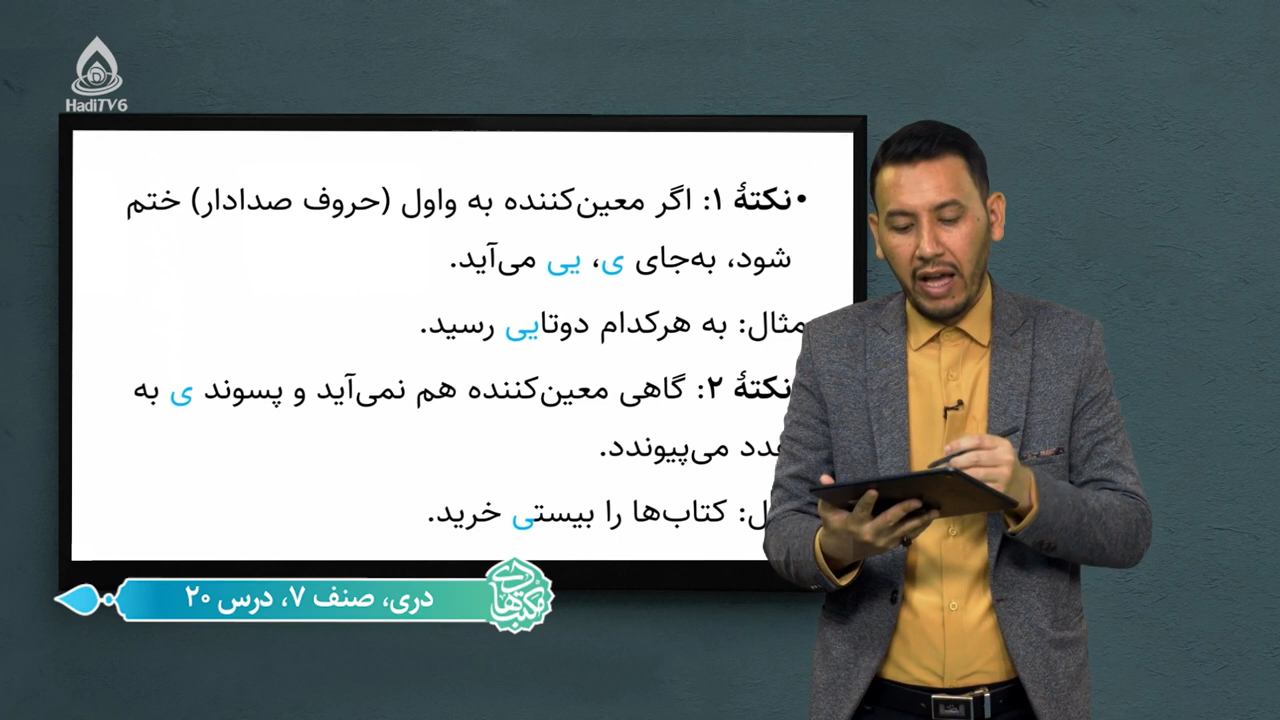 HadiTV6
• نکتهٔ ۱: اگر معین‌کننده به واول (حروف صدادار) ختم
شود، به‌جای ی، یی می‌آید.
مثال: به هرکدام دوتایی رسید.
نکتهٔ ۲: گاهی معین‌کننده هم نمی‌آید و پسوند ی به
می‌پیوندد.
کتاب‌ها را بیستی خرید.
دری، صنف ۷، درس ۲۰
مکتب هادی